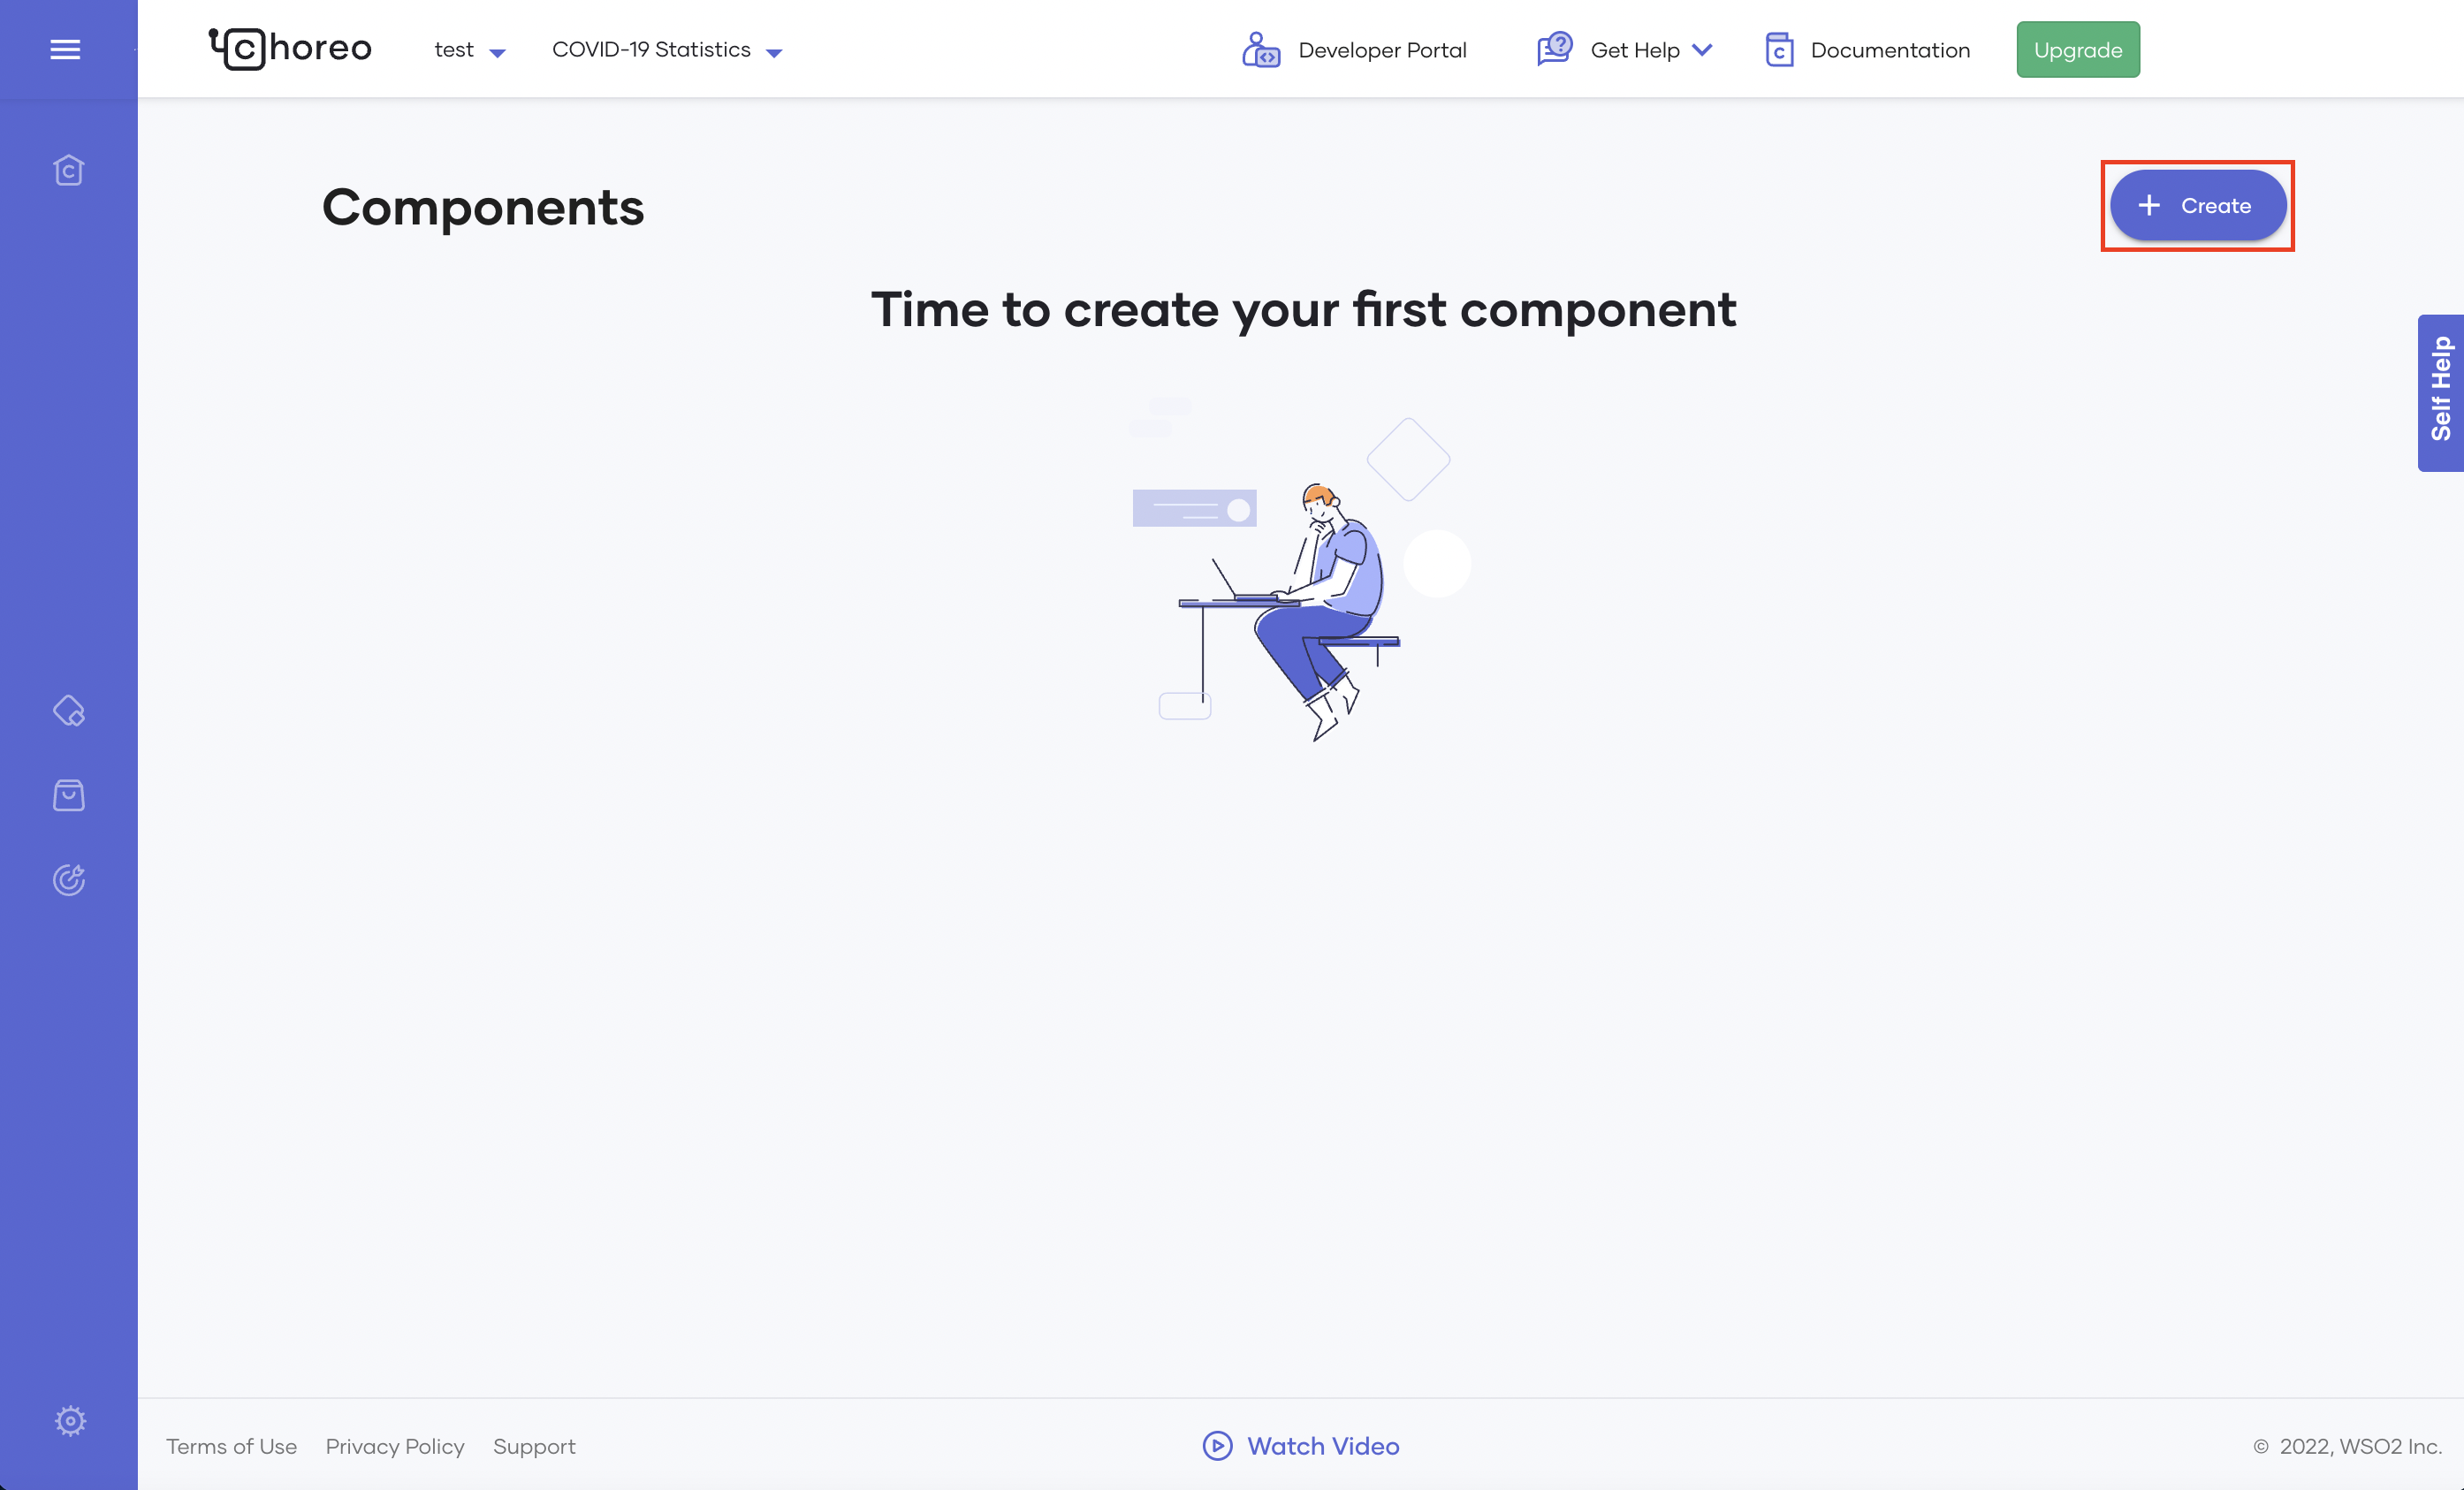 choreo
test
COVID-19 Statistics
Developer Portal
Get Help
Documentation
Upgrade
Components
+ Create
Time to create your first component
Self Help
Terms of Use
Privacy Policy
Support
Watch Video
© 2022, WSO2 Inc.